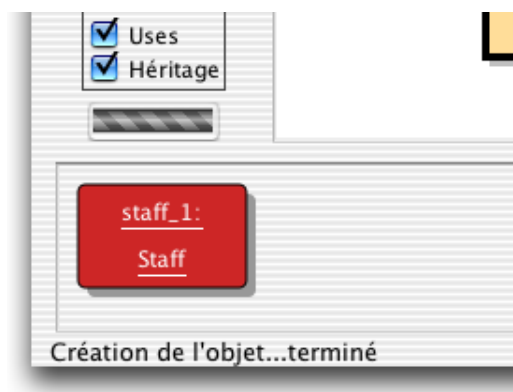 Uses
Héritage
staff_1:
Staff
Création de l'objet...terminé